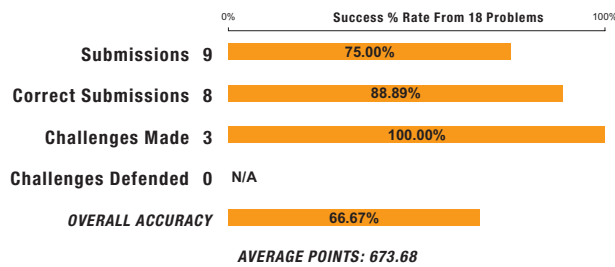 0% Success % Rate From 18 Problems 100%
Submissions 9 75.00%
Correct Submissions 8 88.89%
Challenges Made 3 100.00%
Challenges Defended 0 N/A
OVERALL ACCURACY 66.67%
AVERAGE POINTS: 673.68